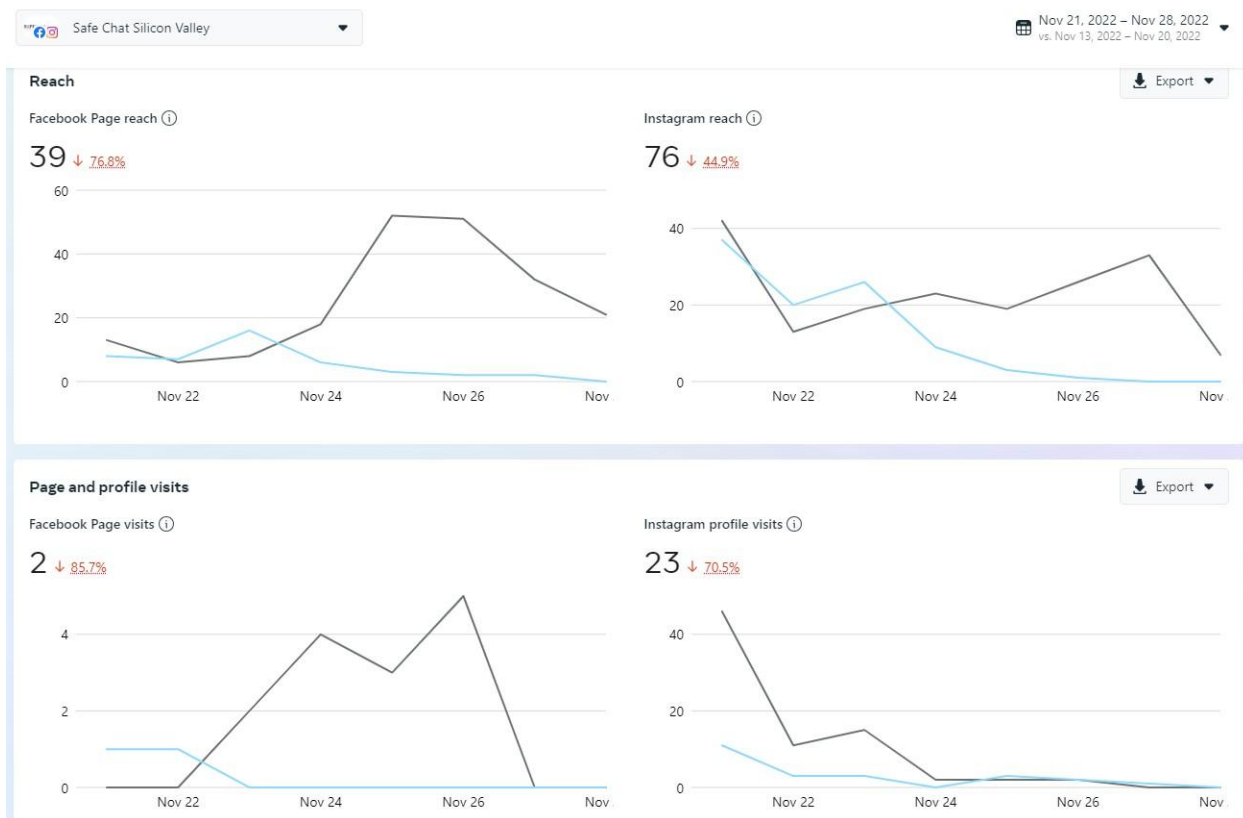 Safe Chat Silicon Valley
Nov 21, 2022 – Nov 28, 2022
vs. Nov 13, 2022 – Nov 20, 2022
Reach
Export
Facebook Page reach
39 ↓ 76.8%
60
40
20
0
Nov 22
Nov 24
Nov 26
Nov
Instagram reach
76 ↓ 44.9%
40
20
0
Nov 22
Nov 24
Nov 26
Nov
Page and profile visits
Export
Facebook Page visits
2 ↓ 85.7%
4
2
0
Nov 22
Nov 24
Nov 26
Nov
Instagram profile visits
23 ↓ 70.5%
40
20
0
Nov 22
Nov 24
Nov 26
Nov